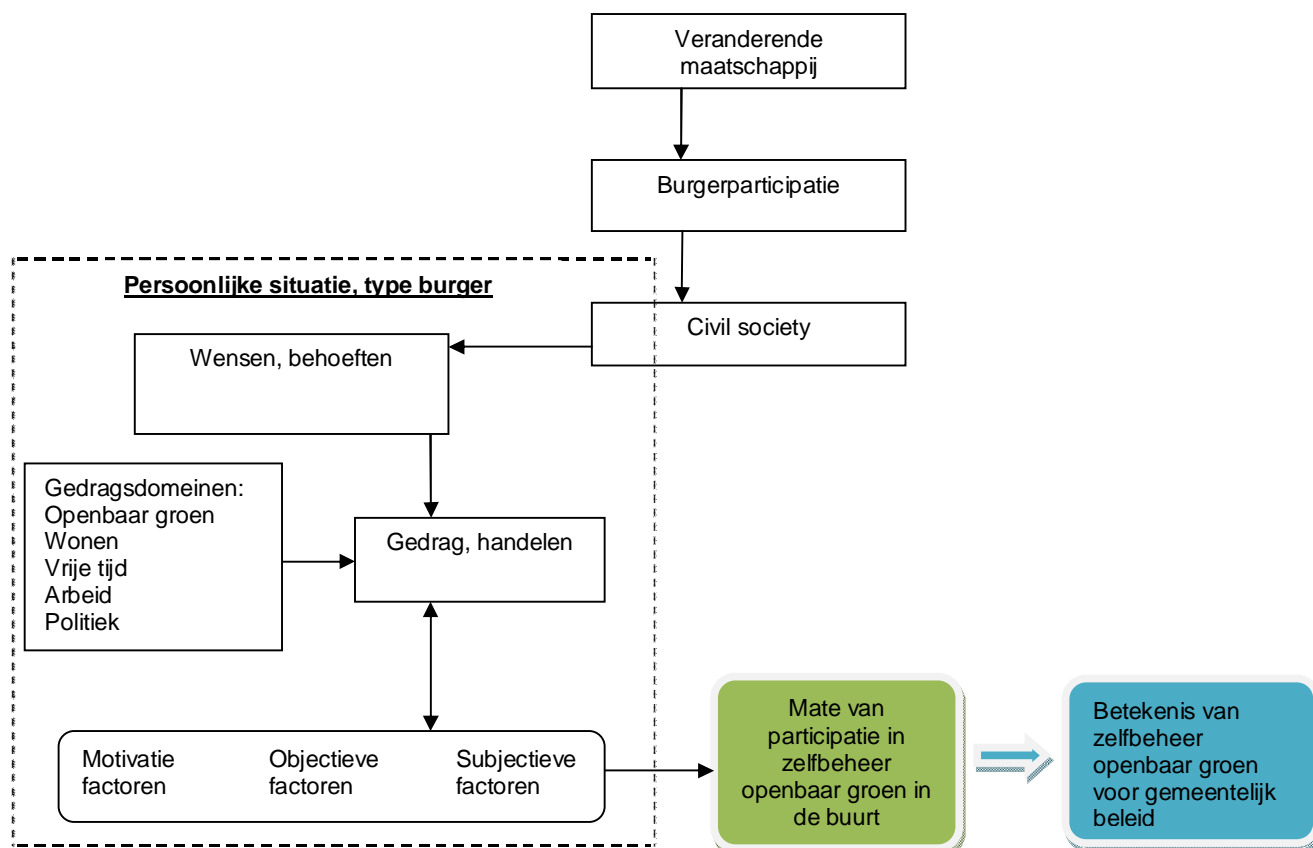 Veranderende
maatschappij
Burgerparticipatie
Civil society
Persoonlijke situatie, type burger
Wensen, behoeften
Gedragsdomeinen:
Openbaar groen
Wonen
Vrije tijd
Arbeid
Politiek
Gedrag, handelen
Motivatie
factoren
Objectieve
factoren
Subjectieve
factoren
Mate van
participatie in
zelfbeheer
openbaar groen in
de buurt
Betekenis van
zelfbeheer
openbaar groen
voor gemeentelijk
beleid